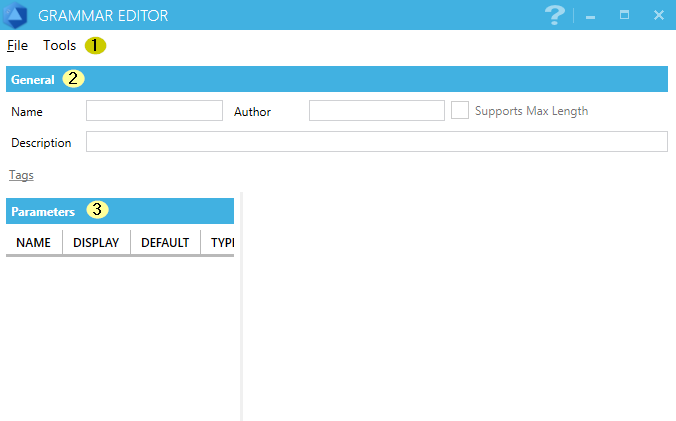 GRAMMAR EDITOR ?
File Tools 1
General 2
Name Author Supports Max Length
Description
Tags
Parameters 3
NAME DISPLAY DEFAULT TYPE